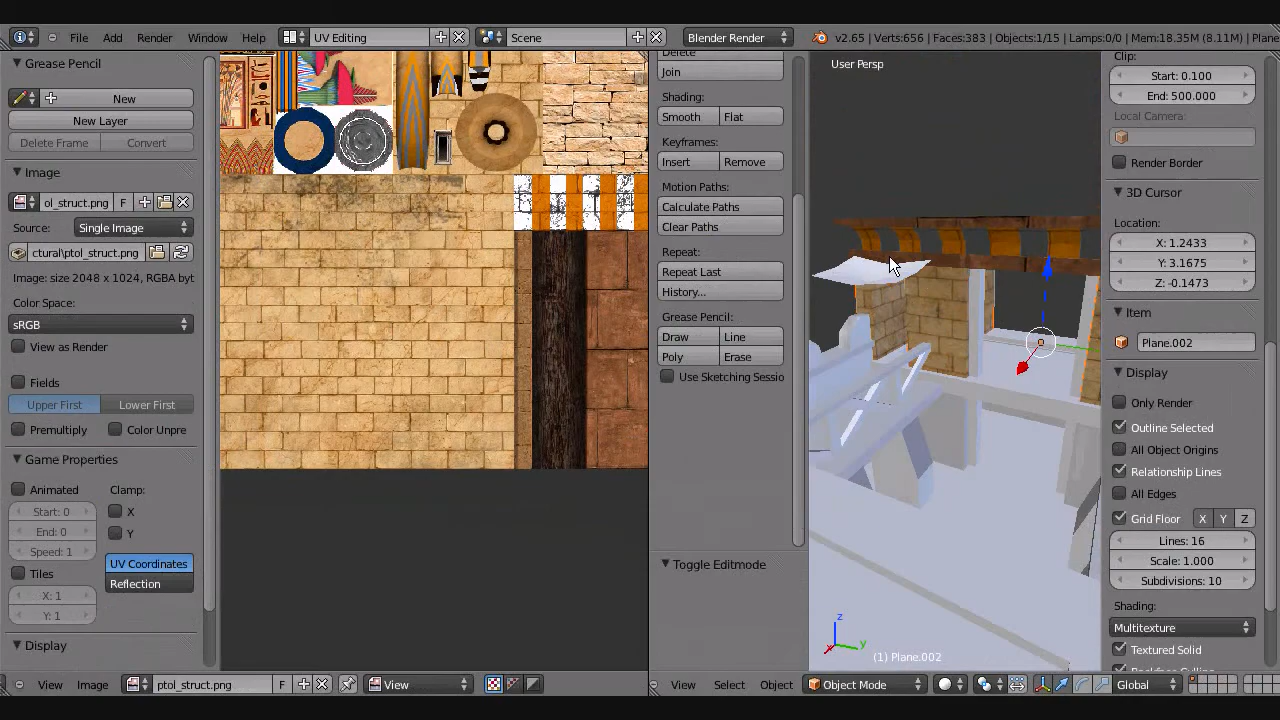 File Add Render Window Help UV Editing Scene Blender Render v2.65 | Verts:656 | Faces:383 | Objects:1/15 | Lamps:0/0 | Mem:18.35M (8.11M) | Plane
Grease Pencil
New
New Layer
Delete Frame Convert
Image
ol_struct.png F
Source: Single Image
ctural/ptol_struct.png
Image: size 2048 x 1024, RGBA byt
Color Space:
sRGB
View as Render
Fields
Upper First Lower First
Premultiply Color Unpre
Game Properties
Animated Clamp:
Start: 0 X
End: 0 Y
Speed: 1
UV Coordinates
Tiles
Reflection
X: 1
Y: 1
Display
View Image ptol_struct.png F View
Join
Shading:
Smooth Flat
Keyframes:
Insert Remove
Motion Paths:
Calculate Paths
Clear Paths
Repeat:
Repeat Last
History...
Grease Pencil:
Draw Line
Poly Erase
Use Sketching Sessio
Toggle Editmode
User Persp
z
y
x
(1) Plane.002
View Select Object Object Mode Global
Clip:
Start: 0.100
End: 500.000
Local Camera:
Render Border
3D Cursor
Location:
X: 1.2433
Y: 3.1675
Z: -0.1473
Item
Plane.002
Display
Only Render
Outline Selected
All Object Origins
Relationship Lines
All Edges
Grid Floor X Y Z
Lines: 16
Scale: 1.000
Subdivisions: 10
Shading:
Multitexture
Textured Solid